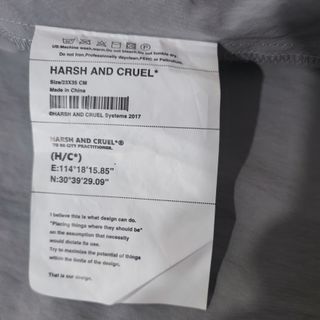 US:Machine wash,warm.Do not bleach.Do not tumble dry.
Do not iron.Professionally dryclean,PERC or Petroleum.
HARSH AND CRUEL*
Size/23X35 CM
Made in China
©HARSH AND CRUEL Systems 2017
HARSH AND CRUEL*®
PRACTITIONER.
(H/C*)
E:114°18'15.85"
N:30°39'29.09"
I believe this is what design can do.
"Placing things where they should be"
on the assumption that necessity
would dictate its use.
Try to maximize the potential of things
within the limits of the design.
That is our design.